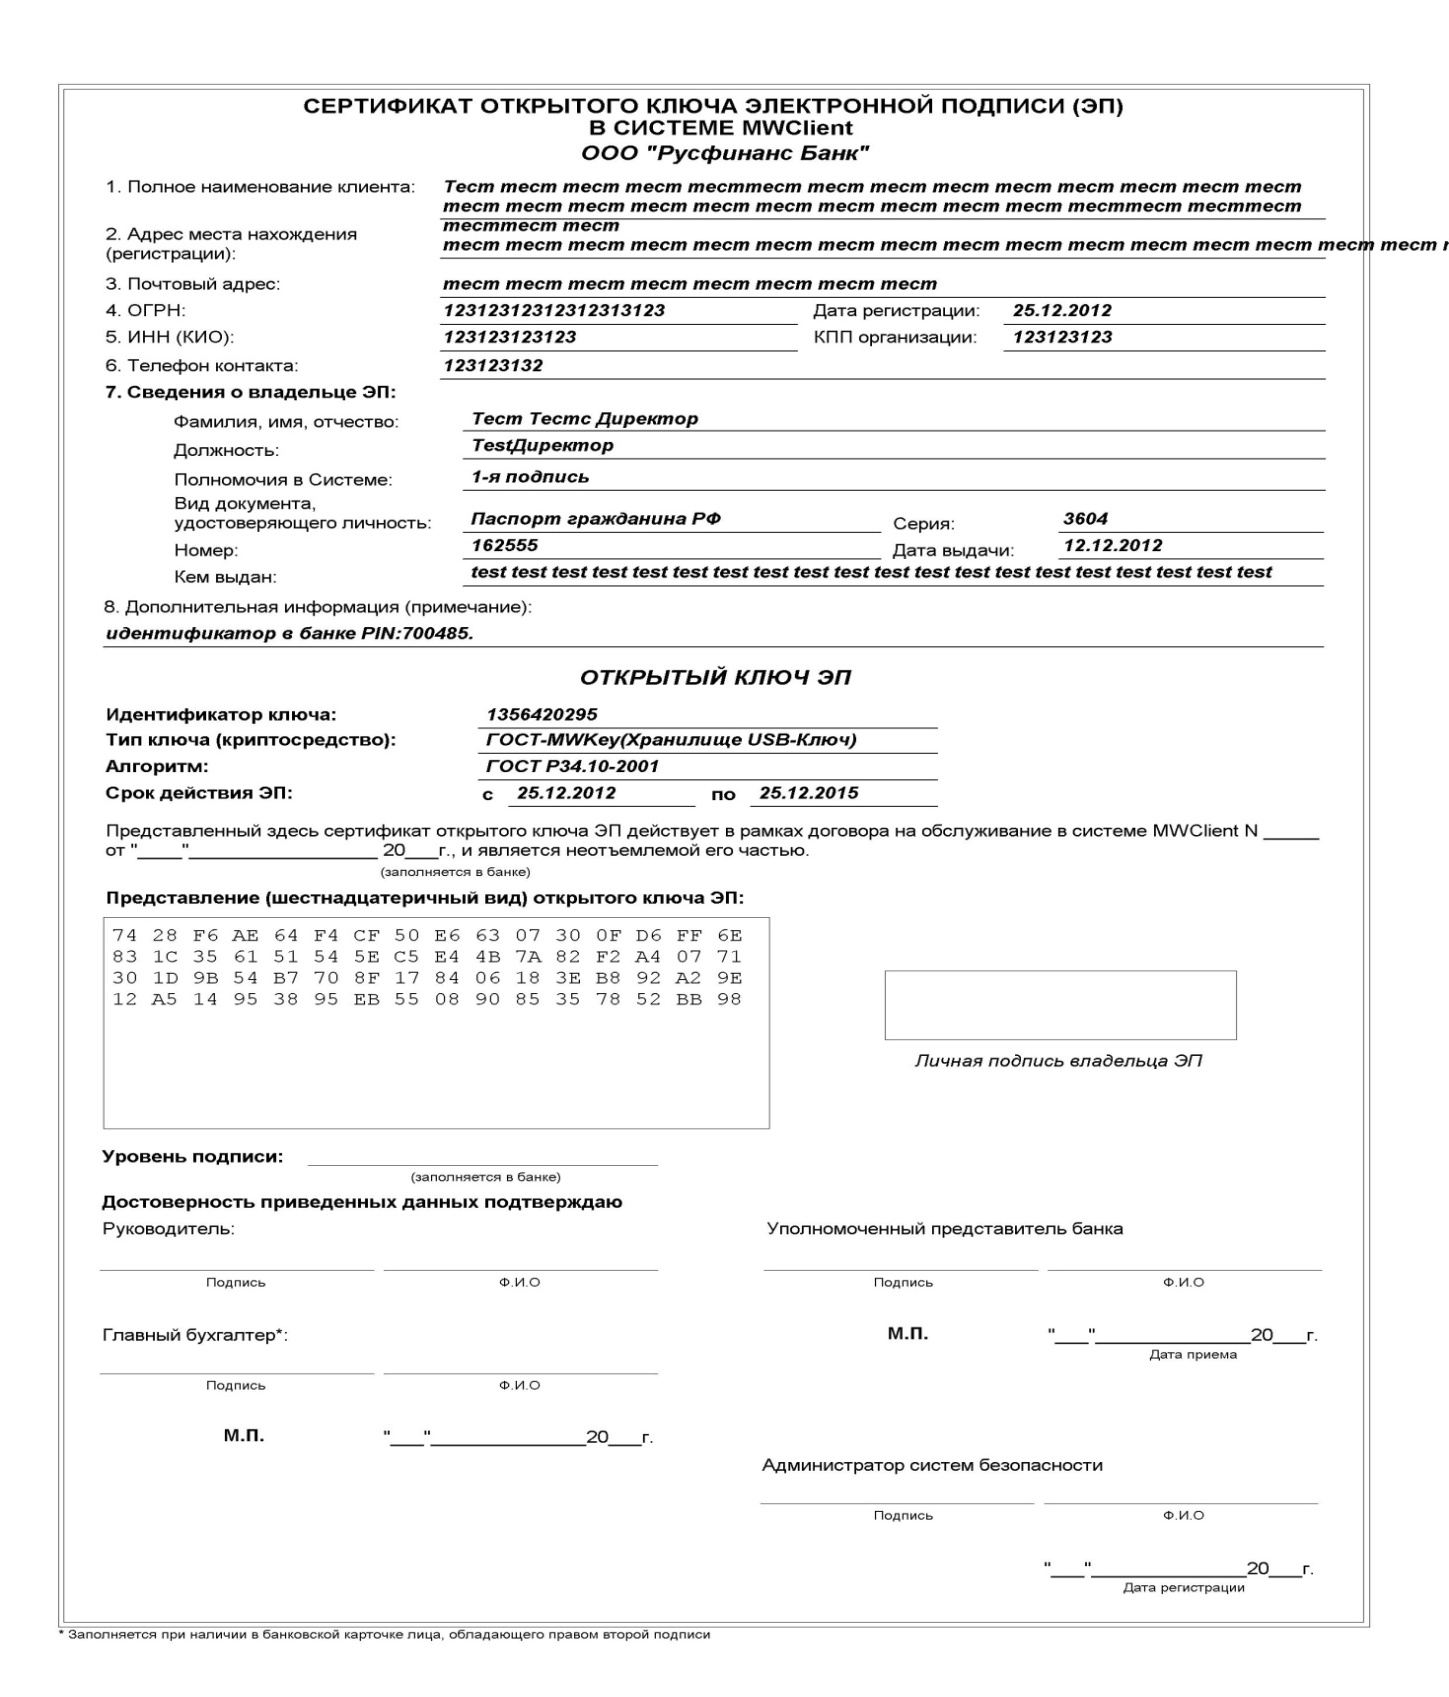 СЕРТИФИКАТ ОТКРЫТОГО КЛЮЧА ЭЛЕКТРОННОЙ ПОДПИСИ (ЭП)
В СИСТЕМЕ MWClient
ООО "Русфинанс Банк"
1. Полное наименование клиента: Тест тест тест тест тесттест тест тест тест тест тест тест тест тест
тест тест тест тест тест тест тест тест тест тест тест тесттест тесттест
тесттест тест
2. Адрес места нахождения
(регистрации): тест тест тест тест тест тест тест тест тест тест тест тест тест тест тест тест
3. Почтовый адрес: тест тест тест тест тест тест тест тест
4. ОГРН: 12312312312312313123 Дата регистрации: 25.12.2012
5. ИНН (КИО): 123123123123 КПП организации: 123123123
6. Телефон контакта: 123123132
7. Сведения о владельце ЭП:
Фамилия, имя, отчество: Тест Тестс Директор
Должность: TestДиректор
Полномочия в Системе: 1-я подпись
Вид документа,
удостоверяющего личность: Паспорт гражданина РФ Серия: 3604
Номер: 162555 Дата выдачи: 12.12.2012
Кем выдан: test test test test test test test test test test test test test test test test test test test test
8. Дополнительная информация (примечание):
идентификатор в банке PIN:700485.
ОТКРЫТЫЙ КЛЮЧ ЭП
Идентификатор ключа: 1356420295
Тип ключа (криптосредство): ГОСТ-MWKey(Хранилище USB-Ключ)
Алгоритм: ГОСТ Р34.10-2001
Срок действия ЭП: с 25.12.2012 по 25.12.2015
Представленный здесь сертификат открытого ключа ЭП действует в рамках договора на обслуживание в системе MWClient N _____
от "____"__________________ 20___г., и является неотъемлемой его частью.
(заполняется в банке)
Представление (шестнадцатеричный вид) открытого ключа ЭП:
74 28 F6 AE 64 F4 CF 50 E6 63 07 30 0F D6 FF 6E
83 1C 35 61 51 54 5E C5 E4 4B 7A 82 F2 A4 07 71
30 1D 9B 54 B7 70 8F 17 84 06 18 3E B8 92 A2 9E
12 A5 14 95 38 95 EB 55 08 90 85 35 78 52 BB 98
Личная подпись владельца ЭП
Уровень подписи:
(заполняется в банке)
Достоверность приведенных данных подтверждаю
Руководитель: Уполномоченный представитель банка
Подпись Ф.И.О Подпись Ф.И.О
Главный бухгалтер*: М.П. "___"_______________20___г.
Дата приема
Подпись Ф.И.О
М.П. "___"_______________20___г.
Администратор систем безопасности
Подпись Ф.И.О
"___"_______________20___г.
Дата регистрации
* Заполняется при наличии в банковской карточке лица, обладающего правом второй подписи